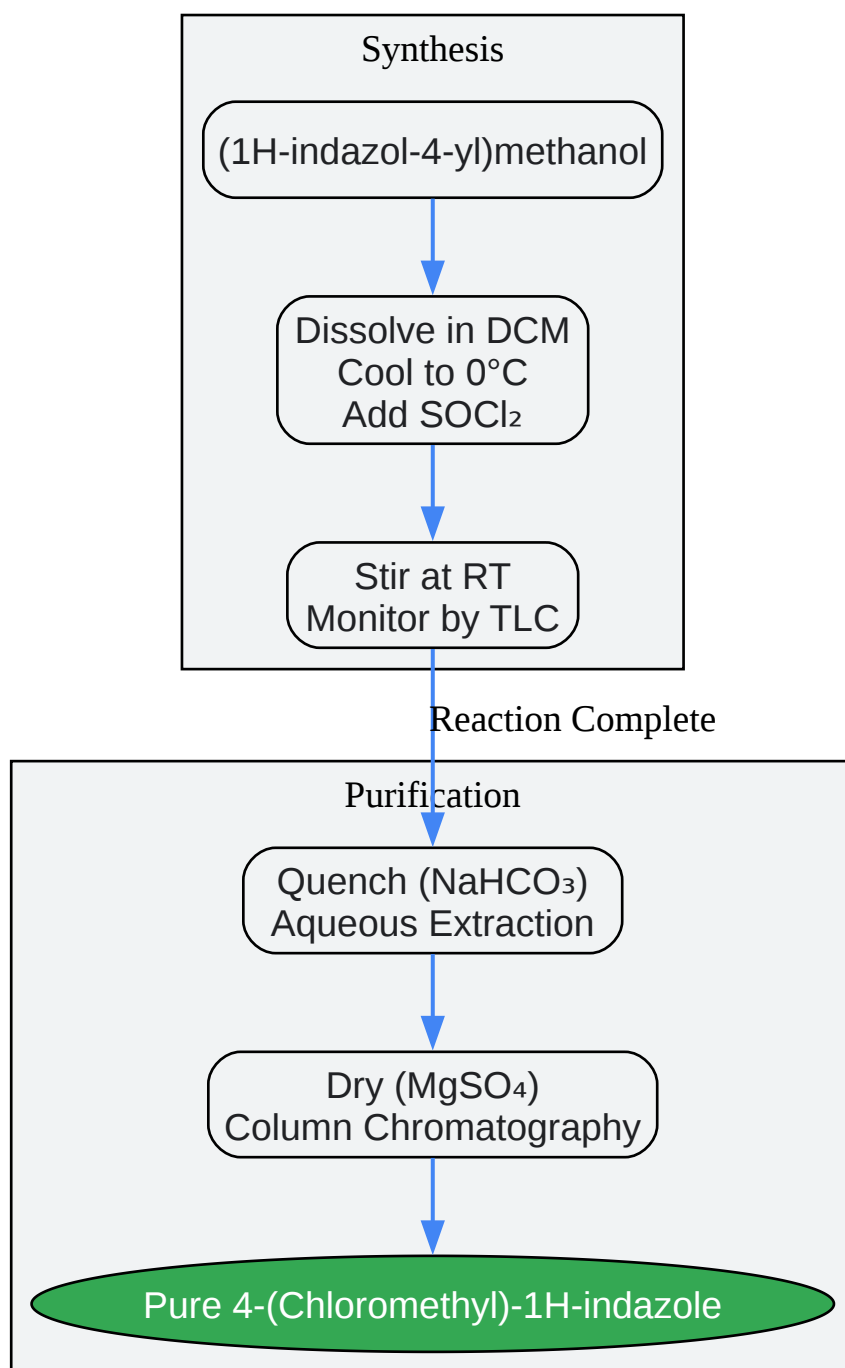 Synthesis
(1H-indazol-4-yl)methanol
Dissolve in DCM
Cool to 0°C
Add SOCl₂
Stir at RT
Monitor by TLC
Reaction Complete
Purification
Quench (NaHCO₃)
Aqueous Extraction
Dry (MgSO₄)
Column Chromatography
Pure 4-(Chloromethyl)-1H-indazole